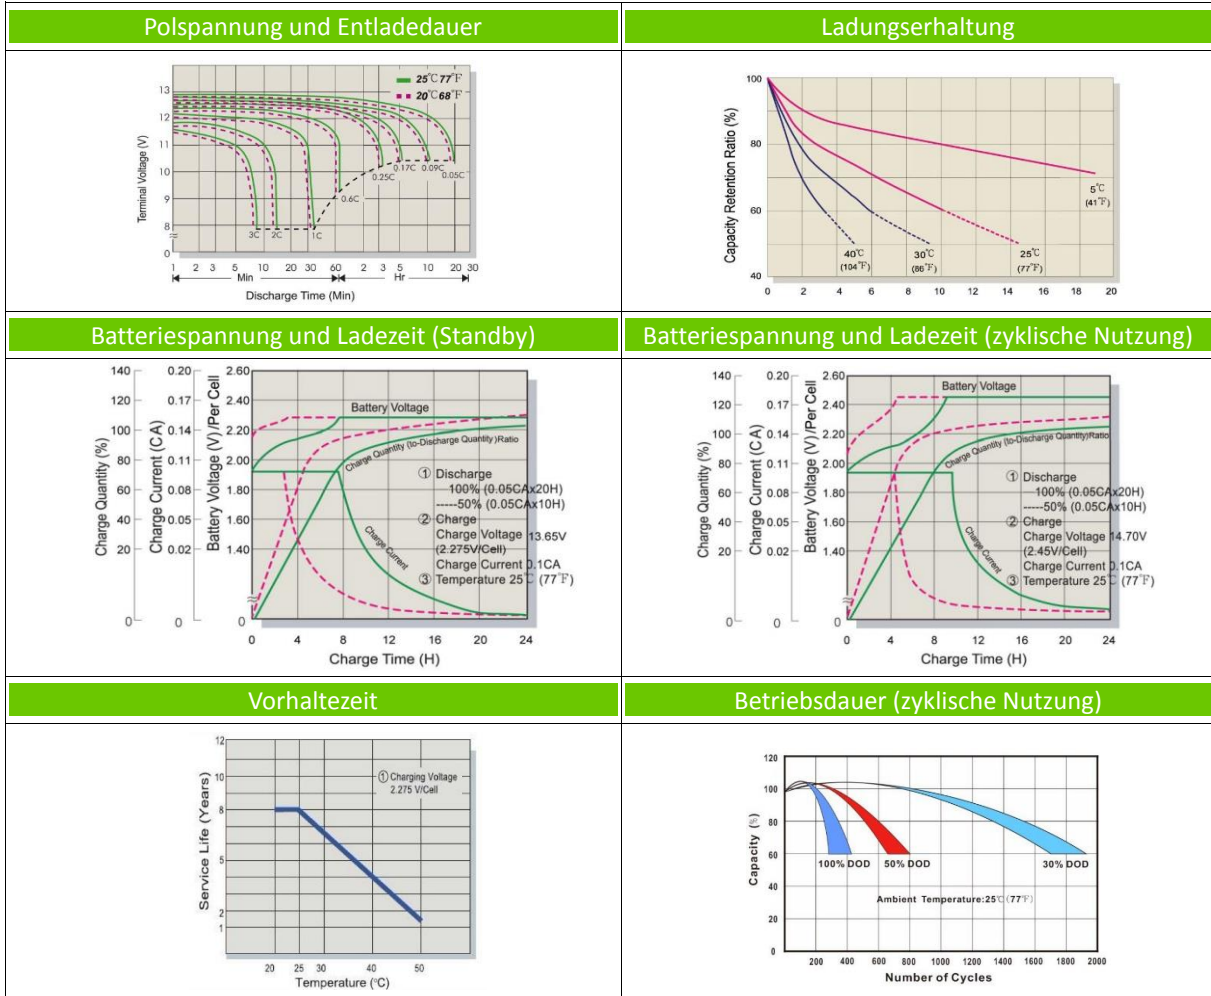 Polspannung und Entladedauer
Ladungserhaltung
Terminal Voltage (V)
13
12
11
10
9
8
0
25°C 77°F
20°C 68°F
3C
2C
1C
0.6C
0.25C
0.17C
0.09C
0.05C
1 2 3 5 10 20 30 60 2 3 5 10 20 30
Min
Hr
Discharge Time (Min)
Capacity Retention Ratio (%)
100
80
60
40
5°C
(41°F)
40°C
(104°F)
30°C
(86°F)
25°C
(77°F)
0 2 4 6 8 10 12 14 16 18 20
Batteriespannung und Ladezeit (Standby)
Batteriespannung und Ladezeit (zyklische Nutzung)
Charge Quantity (%)
140
120
100
80
60
40
20
0
Charge Current (CA)
0.20
0.17
0.14
0.11
0.08
0.05
0.02
0
Battery Voltage (V)/Per Cell
2.60
2.40
2.20
2.00
1.80
1.60
1.40
0
Battery Voltage
Charge Quantity (to-Discharge Quantity)Ratio
① Discharge
100% (0.05CAx20H)
-----50% (0.05CAx10H)
② Charge
Charge Voltage 13.65V
(2.275V/Cell)
Charge Current 0.1CA
③ Temperature 25°C (77°F)
Charge Current
0 4 8 12 16 20 24
Charge Time (H)
Charge Quantity (%)
140
120
100
80
60
40
20
0
Charge Current (CA)
0.20
0.17
0.14
0.11
0.08
0.05
0.02
0
Battery Voltage (V)/Per Cell
2.60
2.40
2.20
2.00
1.80
1.60
1.40
0
Battery Voltage
Charge Quantity (to-Discharge Quantity)Ratio
① Discharge
100% (0.05CAx20H)
-----50% (0.05CAx10H)
② Charge
Charge Voltage 14.70V
(2.45V/Cell)
Charge Current 0.1CA
③ Temperature 25°C (77°F)
Charge Current
0 4 8 12 16 20 24
Charge Time (H)
Vorhaltezeit
Betriebsdauer (zyklische Nutzung)
Service Life (Years)
12
10
8
5
2
1
① Charging Voltage
2.275 V/Cell
20 25 30 40 50
Temperature (°C)
Capacity (%)
120
100
80
60
40
20
0
100% DOD
50% DOD
30% DOD
Ambient Temperature:25°C (77°F)
200 400 600 800 1000 1200 1400 1600 1800 2000
Number of Cycles